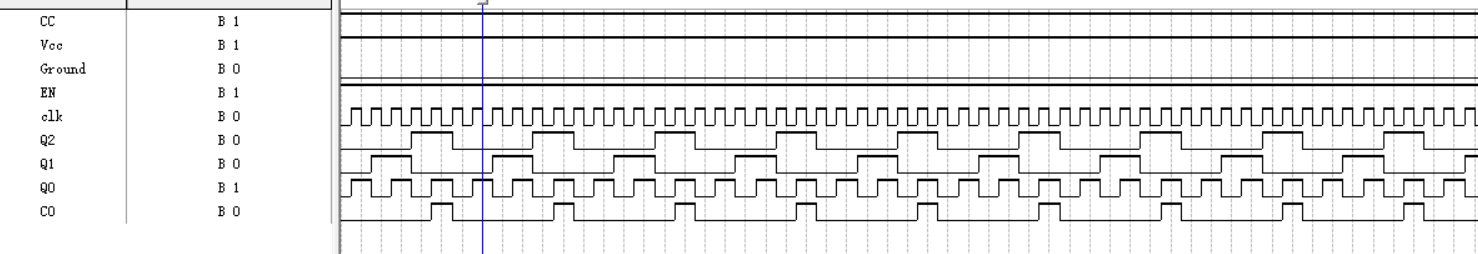 CC B 1
Vcc B 1
Ground B 0
EN B 1
clk B 0
Q2 B 0
Q1 B 0
Q0 B 1
CO B 0